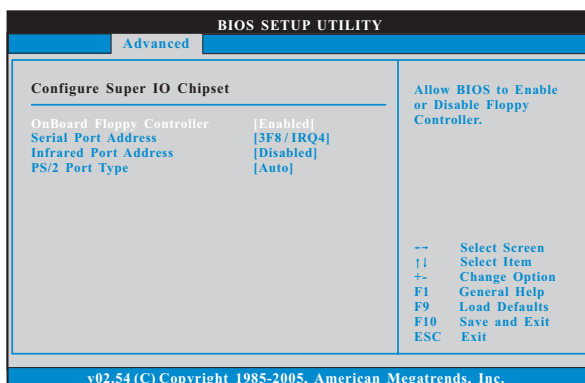 BIOS SETUP UTILITY
Advanced
Configure Super IO Chipset
OnBoard Floppy Controller [Enabled]
Serial Port Address [3F8 / IRQ4]
Infrared Port Address [Disabled]
PS/2 Port Type [Auto]
Allow BIOS to Enable
or Disable Floppy
Controller.
←→ Select Screen
↑↓ Select Item
+- Change Option
F1 General Help
F9 Load Defaults
F10 Save and Exit
ESC Exit
v02.54 (C) Copyright 1985-2005, American Megatrends, Inc.